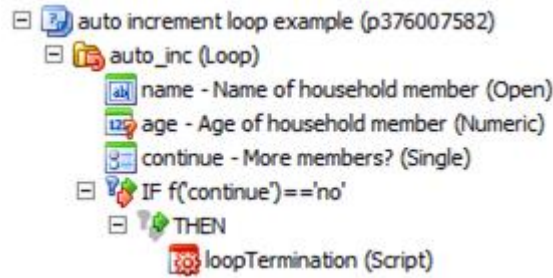 auto increment loop example (p376007582)
auto_inc (Loop)
name - Name of household member (Open)
age - Age of household member (Numeric)
continue - More members? (Single)
IF f('continue')=='no'
THEN
loopTermination (Script)